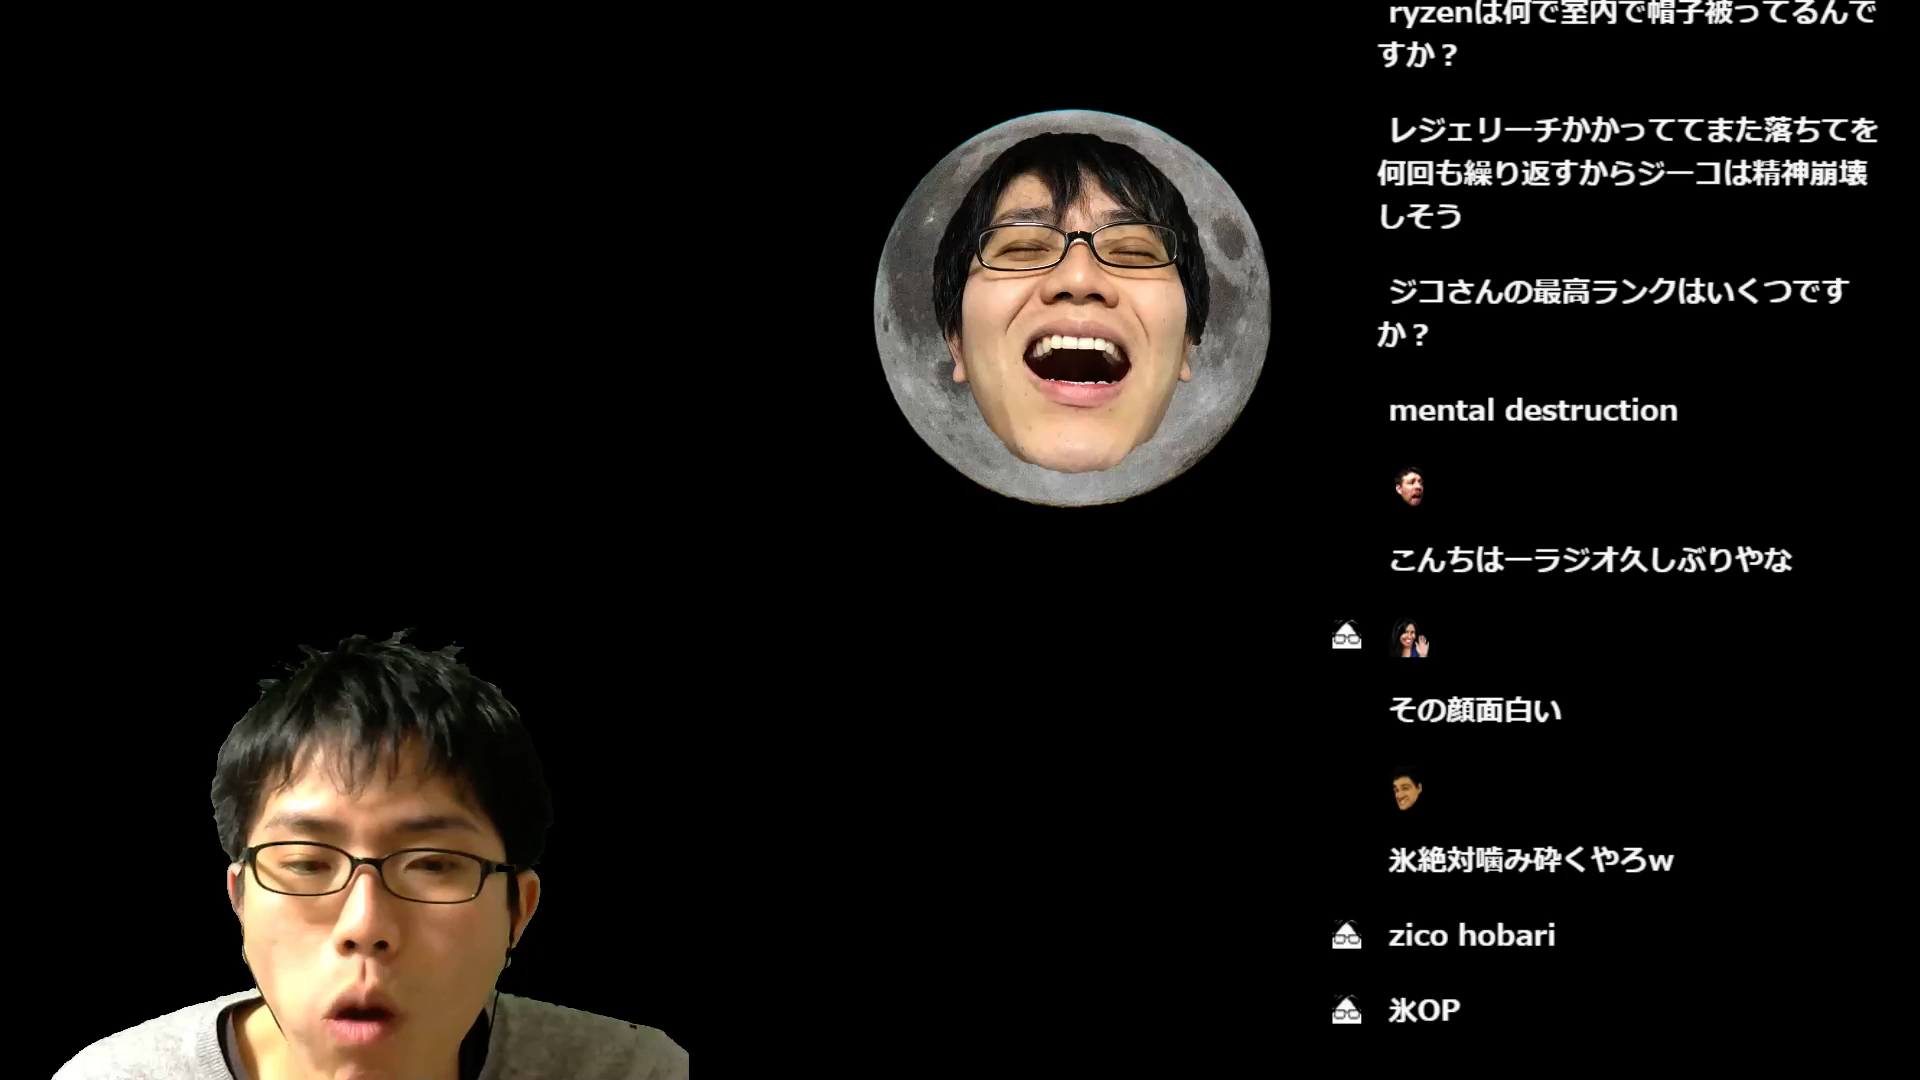 ryzenは何で室内で帽子被ってるんで
すか？
レジェリーチかかっててまた落ちてを
何回も繰り返すからジーコは精神崩壊
しそう
ジコさんの最高ランクはいくつです
か？
mental destruction
こんちはーラジオ久しぶりやな
その顔面白い
氷絶対噛み砕くやろw
zico hobari
氷OP